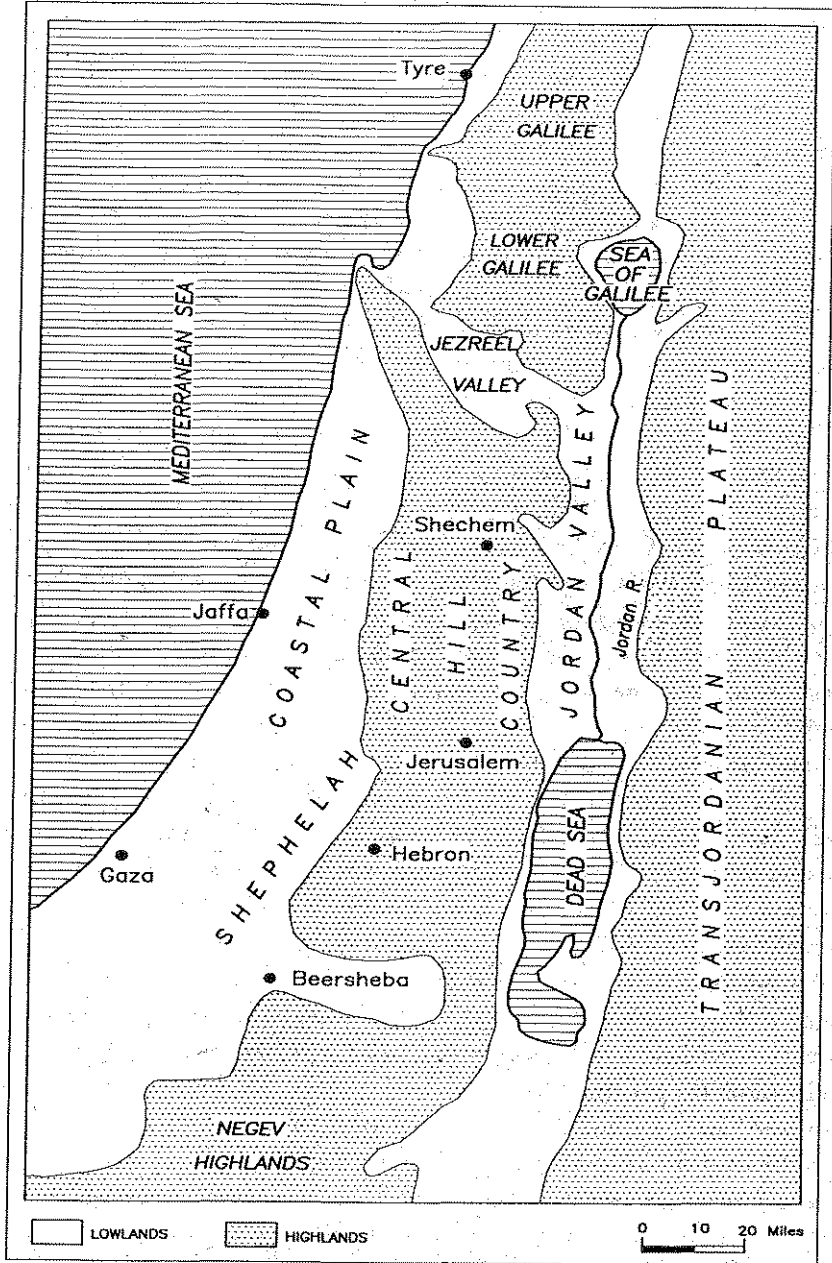 Tyre
UPPER
GALILEE
LOWER
GALILEE
SEA
OF
GALILEE
MEDITERRANEAN SEA
JEZREEL
VALLEY
COASTAL PLAIN
Shechem
CENTRAL
HILL
COUNTRY
JORDAN VALLEY
Jordan R.
TRANSJORDANIAN PLATEAU
Jaffa
Jerusalem
SHEPHELAH
Hebron
Gaza
DEAD SEA
Beersheba
NEGEV
HIGHLANDS
LOWLANDS
HIGHLANDS
0 10 20 Miles